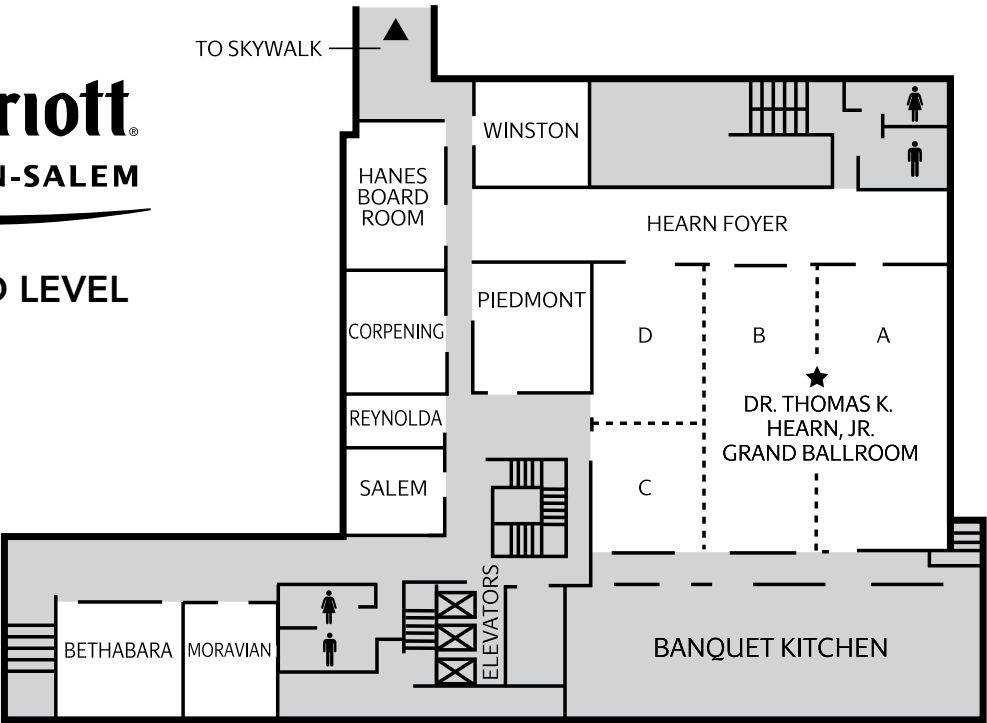 TO SKYWALK
®
N-SALEM
LEVEL
WINSTON
HANES
BOARD
ROOM
HEARN FOYER
PIEDMONT
CORPENING
D
B
A
REYNOLDA
DR. THOMAS K.
HEARN, JR.
GRAND BALLROOM
SALEM
C
ELEVATORS
BETHABARA
MORAVIAN
BANQUET KITCHEN